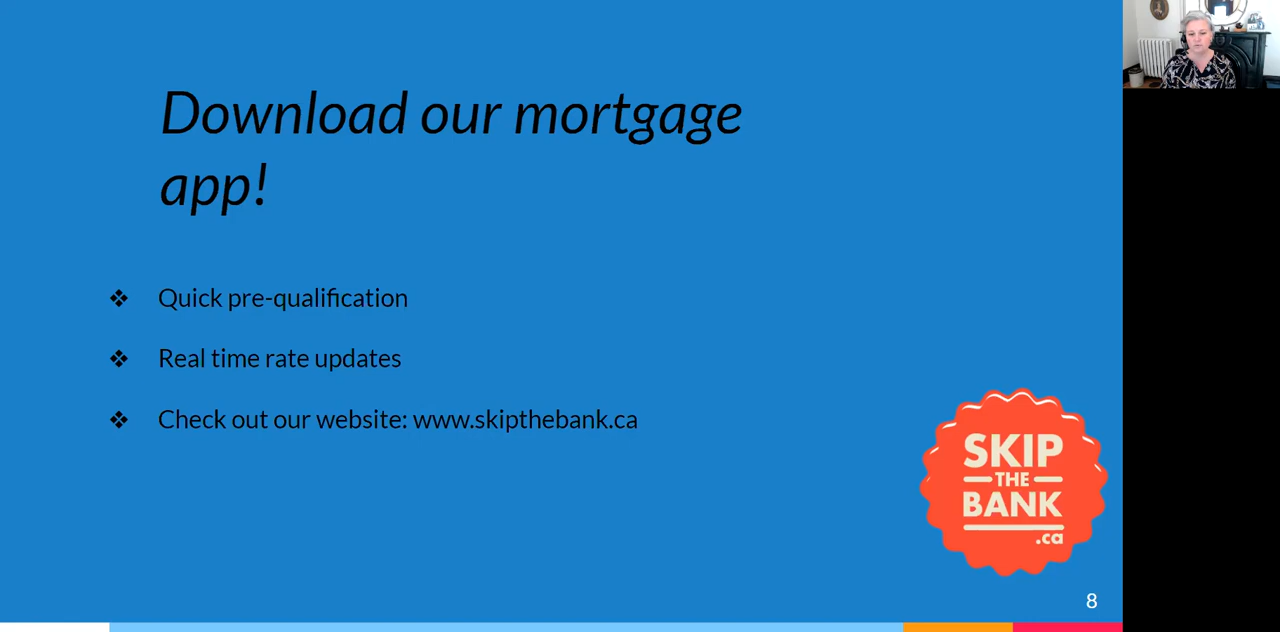 Download our mortgage
app!
❖ Quick pre-qualification
❖ Real time rate updates
❖ Check out our website: www.skipthebank.ca
SKIP
THE
BANK
.ca
8